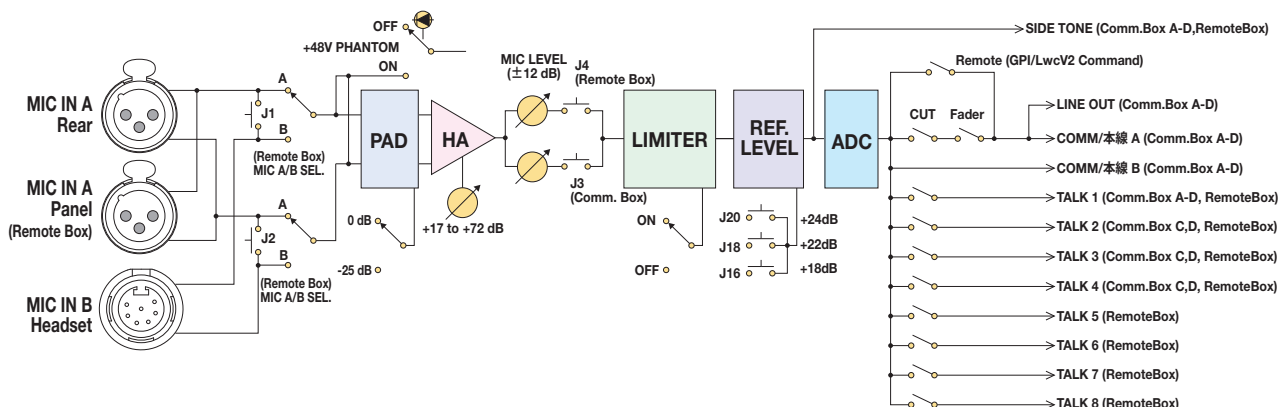 MIC IN A
Rear
MIC IN A
Panel
(Remote Box)
MIC IN B
Headset
A
J1
B
(Remote Box)
MIC A/B SEL.
A
J2
B
(Remote Box)
MIC A/B SEL.
OFF
+48V PHANTOM
ON
PAD
0 dB
-25 dB
HA
+17 to +72 dB
MIC LEVEL
(±12 dB)
J4
(Remote Box)
J3
(Comm. Box)
LIMITER
ON
OFF
REF.
LEVEL
J20
+24dB
J18
+22dB
J16
+18dB
ADC
SIDE TONE (Comm.Box A-D,RemoteBox)
Remote (GPI/LwcV2 Command)
LINE OUT (Comm.Box A-D)
CUT
Fader
COMM/本線 A (Comm.Box A-D)
COMM/本線 B (Comm.Box A-D)
TALK 1 (Comm.Box A-D, RemoteBox)
TALK 2 (Comm.Box C,D, RemoteBox)
TALK 3 (Comm.Box C,D, RemoteBox)
TALK 4 (Comm.Box C,D, RemoteBox)
TALK 5 (RemoteBox)
TALK 6 (RemoteBox)
TALK 7 (RemoteBox)
TALK 8 (RemoteBox)